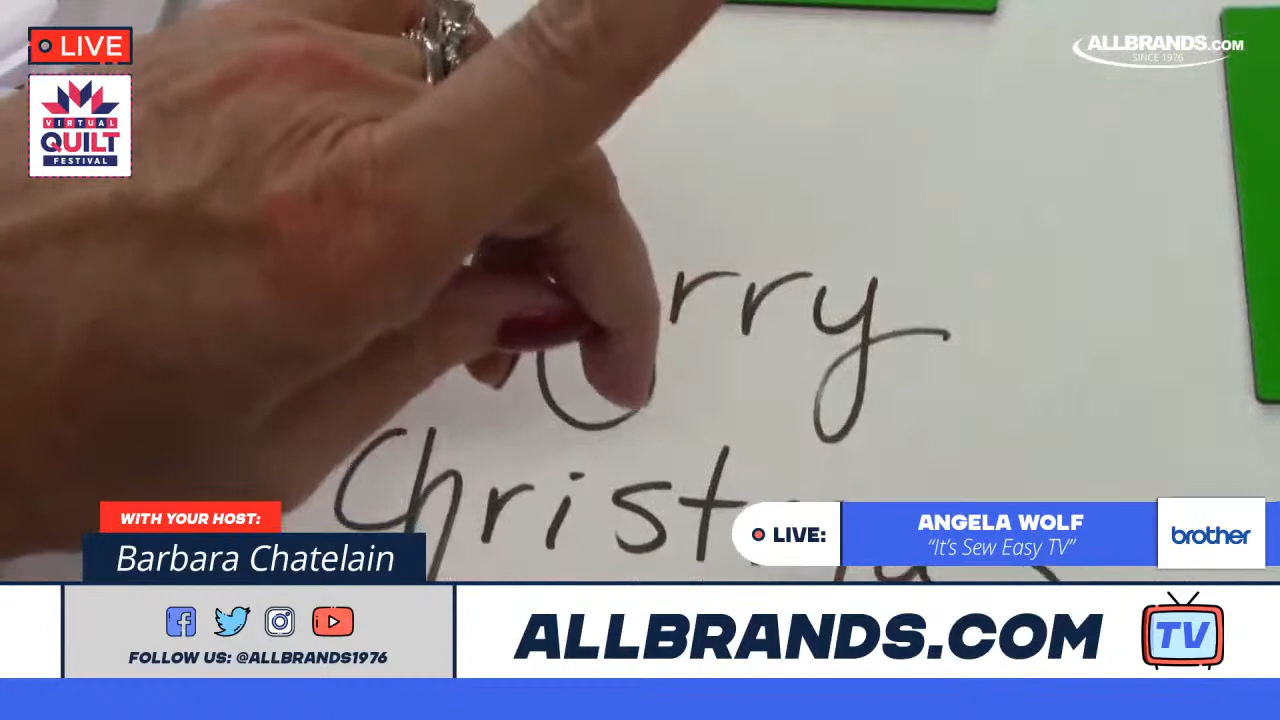 LIVE
ALLBRANDS.COM
SINCE 1976
VIRTUAL
QUILT
FESTIVAL
rry
Christ
WITH YOUR HOST:
Barbara Chatelain
LIVE:
ANGELA WOLF
"It's Sew Easy TV"
brother
FOLLOW US: @ALLBRANDS1976
ALLBRANDS.COM
TV